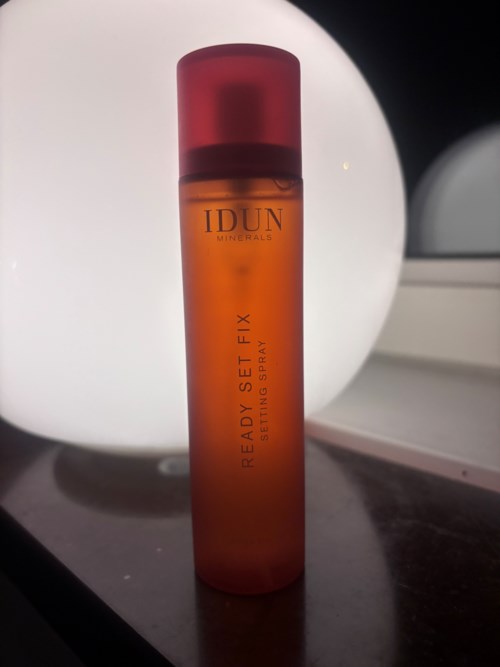 IDUN
MINERALS
READY SET FIX
SETTING SPRAY